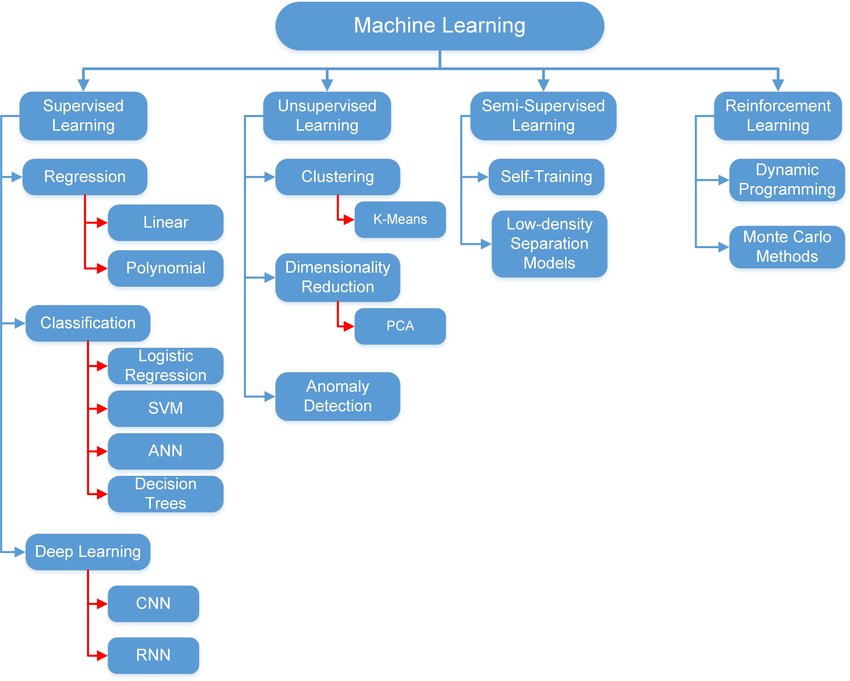 Machine Learning
Supervised
Learning
Regression
Linear
Polynomial
Classification
Logistic
Regression
SVM
ANN
Decision
Trees
Deep Learning
CNN
RNN
Unsupervised
Learning
Clustering
K-Means
Dimensionality
Reduction
PCA
Anomaly
Detection
Semi-Supervised
Learning
Self-Training
Low-density
Separation
Models
Reinforcement
Learning
Dynamic
Programming
Monte Carlo
Methods